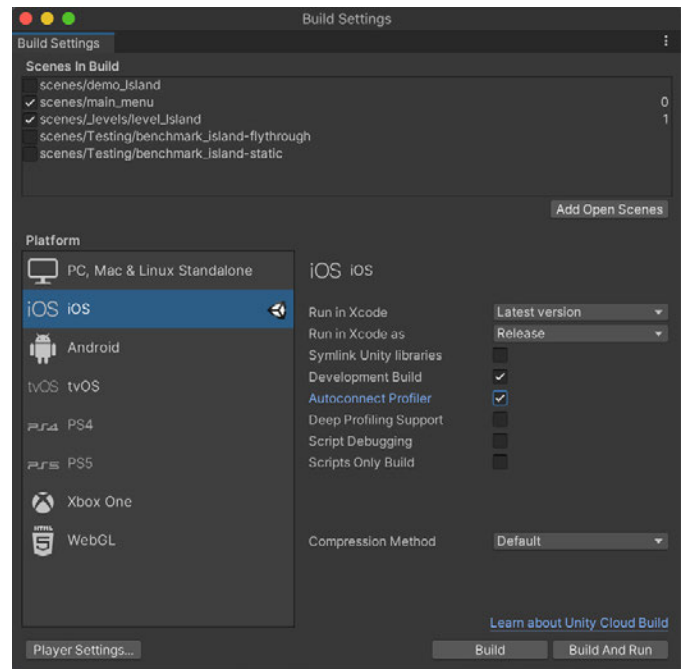 Build Settings
Build Settings
Scenes In Build
scenes/demo_Island
scenes/main_menu 0
scenes/_levels/level_Island 1
scenes/Testing/benchmark_island-flythrough
scenes/Testing/benchmark_island-static
Add Open Scenes
Platform
PC, Mac & Linux Standalone
iOS iOS
Android
tvOS tvOS
PS4 PS4
PS5 PS5
Xbox One
HTML 5 WebGL
iOS iOS
Run in Xcode Latest version
Run in Xcode as Release
Symlink Unity libraries
Development Build
Autoconnect Profiler
Deep Profiling Support
Script Debugging
Scripts Only Build
Compression Method Default
Learn about Unity Cloud Build
Player Settings... Build Build And Run